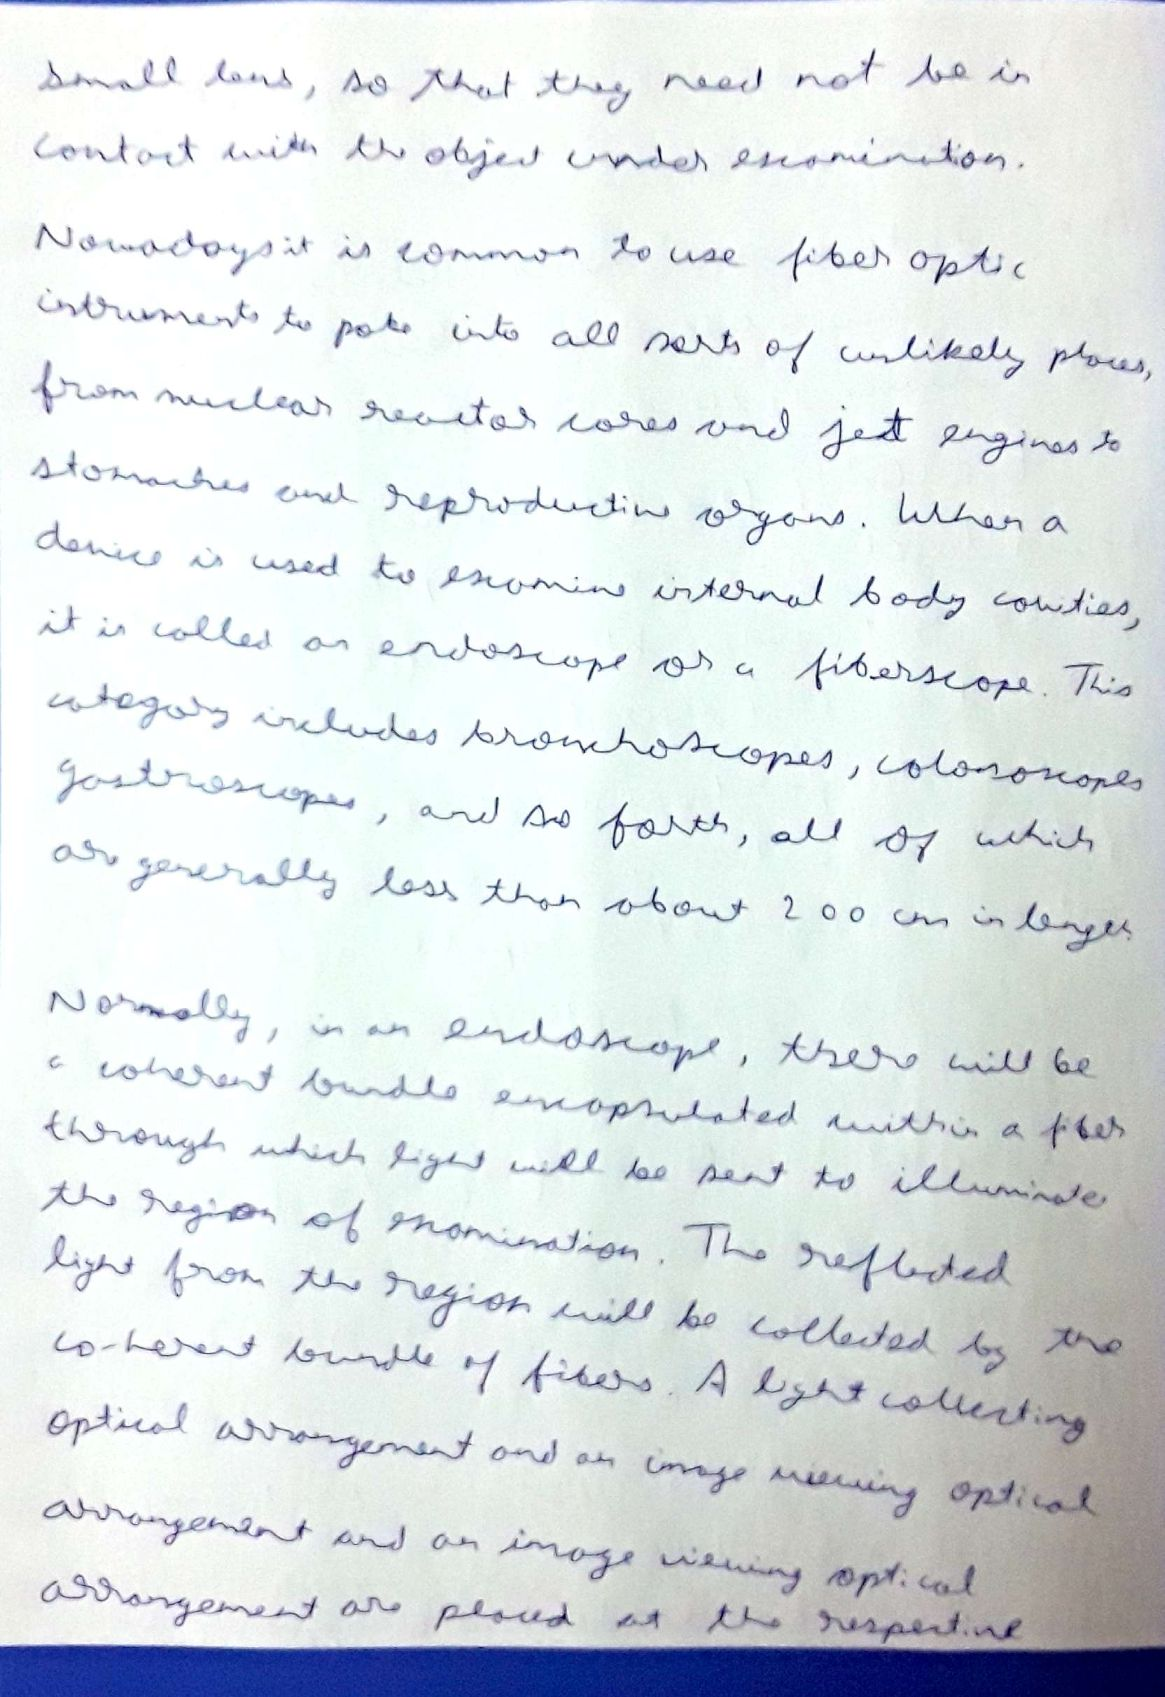 small lens, so that they need not be in
contact with the object under examination.
Nowadays it is common to use fiber optic
instruments to poke into all sorts of unlikely places,
from nuclear reactor cores and jet engines to
stomaches and reproductive organs. When a
device is used to examine internal body cavities,
it is called an endoscope or a fiberscope. This
category includes bronchoscopes, colonoscopes
gastroscopes, and so forth, all of which
are generally less than about 200 cm in length.
Normally, in an endoscope, there will be
a coherent bundle encapsulated within a fiber
through which light will be sent to illuminate
the region of examination. The reflected
light from the region will be collected by the
co-herent bundle of fibers. A light collecting
optical arrangement and an image viewing optical
arrangement and an image viewing optical
arrangement are placed at the respective